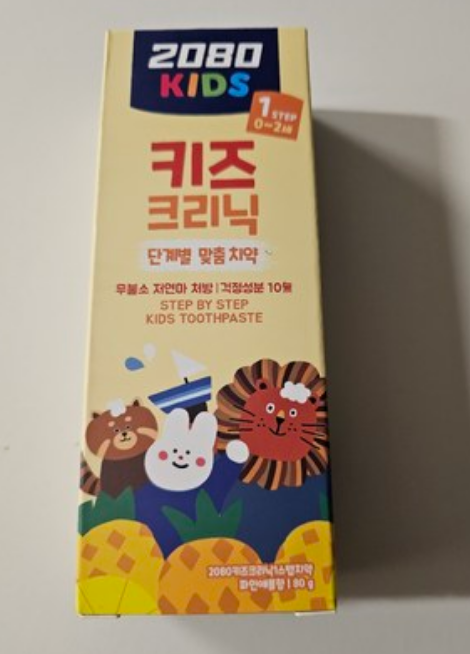 2080
KIDS
1 STEP
0~2세
키즈
크리닉
단계별 맞춤 치약
무불소 저연마 처방 | 걱정성분 10無
STEP BY STEP
KIDS TOOTHPASTE
2080키즈크리닉1스텝치약
파인애플향 | 80 g